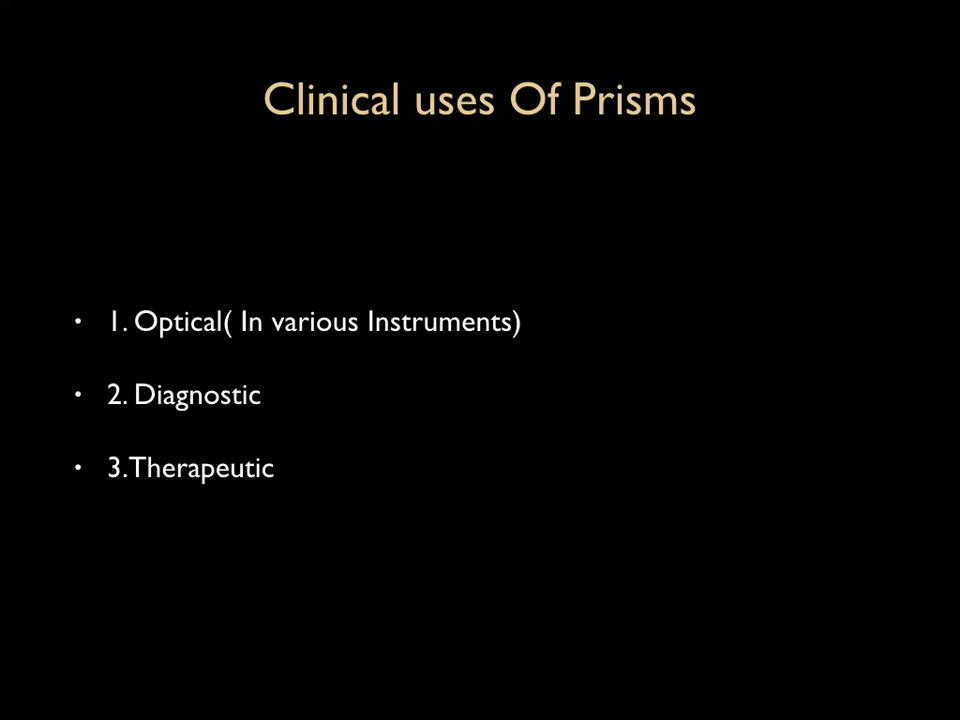 Clinical uses Of Prisms
• 1. Optical( In various Instruments)
• 2. Diagnostic
• 3.Therapeutic